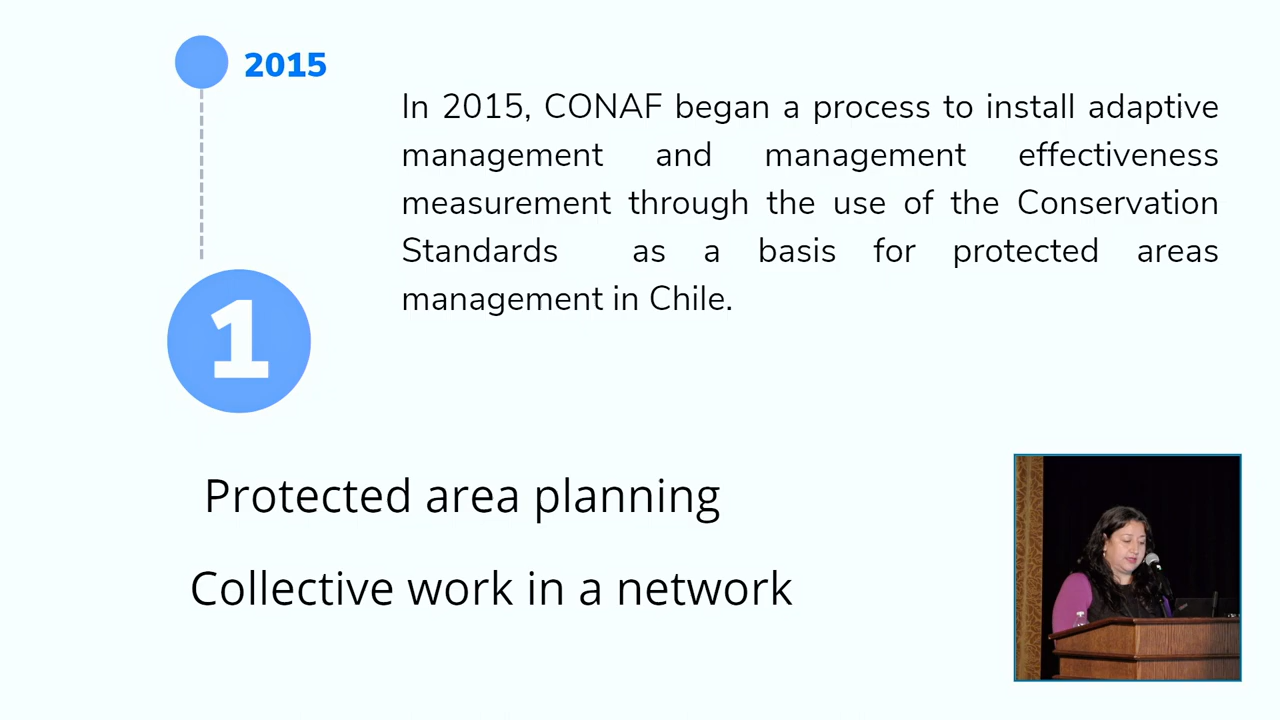 2015
In 2015, CONAF began a process to install adaptive
management and management effectiveness
measurement through the use of the Conservation
Standards as a basis for protected areas
management in Chile.
1
Protected area planning
Collective work in a network